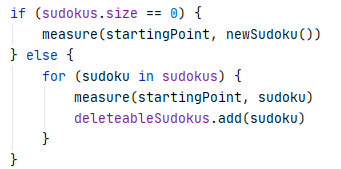 if (sudokus.size == 0) {
    measure(startingPoint, newSudoku())
} else {
    for (sudoku in sudokus) {
        measure(startingPoint, sudoku)
        deleteableSudokus.add(sudoku)
    }
}